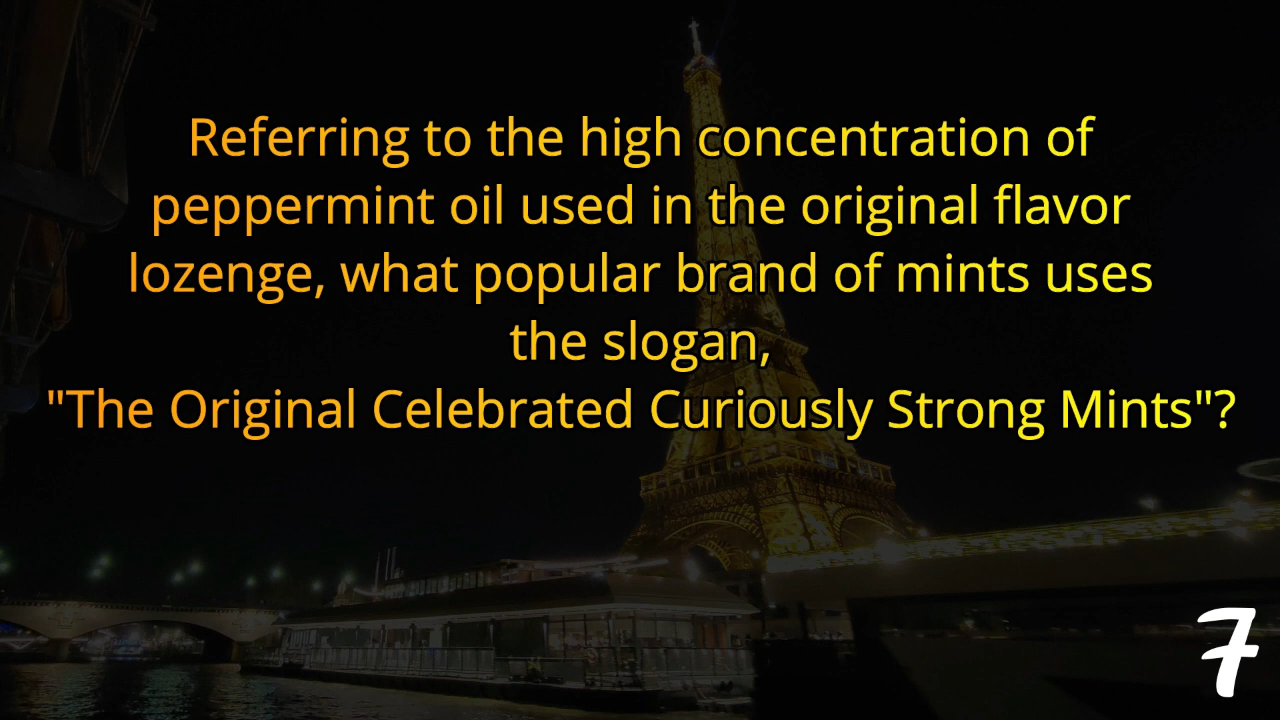 Referring to the high concentration of
peppermint oil used in the original flavor
lozenge, what popular brand of mints uses
the slogan,
"The Original Celebrated Curiously Strong Mints"?
7